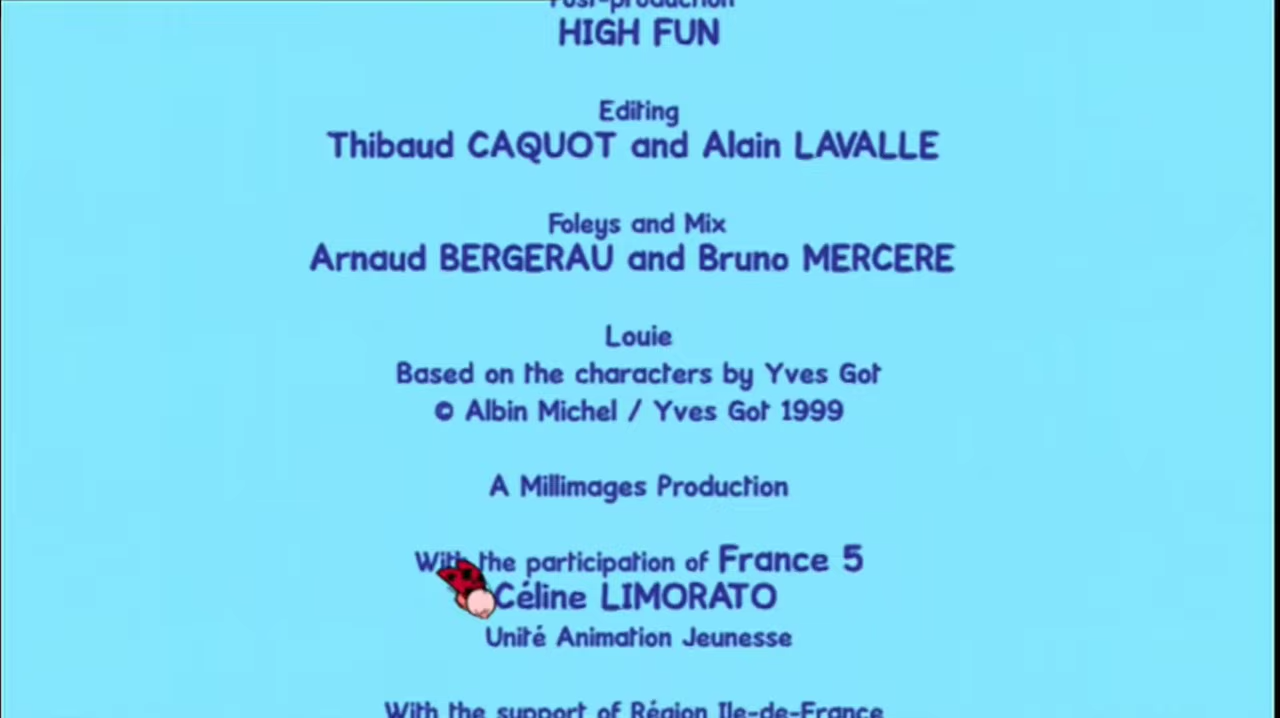 Post-production
HIGH FUN
Editing
Thibaud CAQUOT and Alain LAVALLE
Foleys and Mix
Arnaud BERGERAU and Bruno MERCERE
Louie
Based on the characters by Yves Got
© Albin Michel / Yves Got 1999
A Millimages Production
With the participation of France 5
Céline LIMORATO
Unité Animation Jeunesse
With the support of Région Ile-de-France